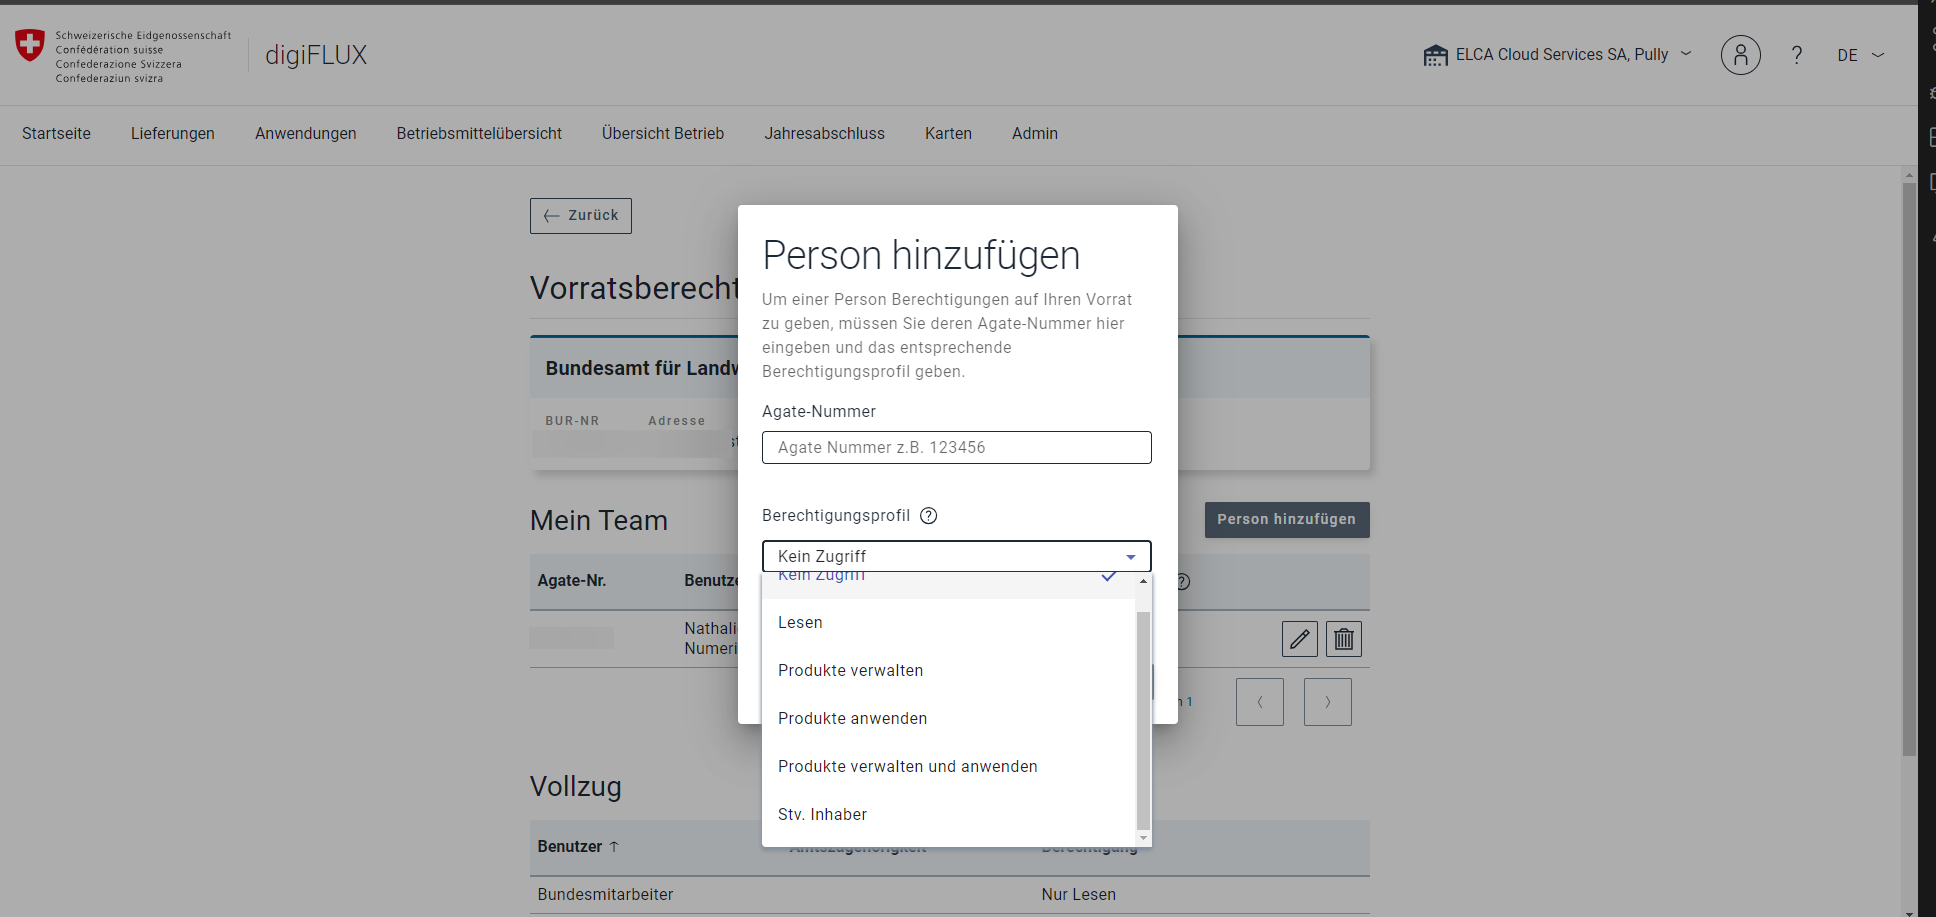 Schweizerische Eidgenossenschaft
Confédération suisse
Confederazione Svizzera
Confederaziun svizra
digiFLUX
ELCA Cloud Services SA, Pully
?
DE
Startseite
Lieferungen
Anwendungen
Betriebsmittelübersicht
Übersicht Betrieb
Jahresabschluss
Karten
Admin
Zurück
Vorratsberecht
Bundesamt für Landw
BUR-NR
Adresse
Mein Team
Person hinzufügen
Agate-Nr.
Benutze
?
Nathali
Numeri
n 1
Person hinzufügen
Um einer Person Berechtigungen auf Ihren Vorrat
zu geben, müssen Sie deren Agate-Nummer hier
eingeben und das entsprechende
Berechtigungsprofil geben.
Agate-Nummer
Agate Nummer z.B. 123456
Berechtigungsprofil ?
Kein Zugriff
Kein Zugriff
Lesen
Produkte verwalten
Produkte anwenden
Produkte verwalten und anwenden
Stv. Inhaber
Vollzug
Benutzer ↑
Amtszugehörigkeit
Berechtigung
Bundesmitarbeiter
Nur Lesen